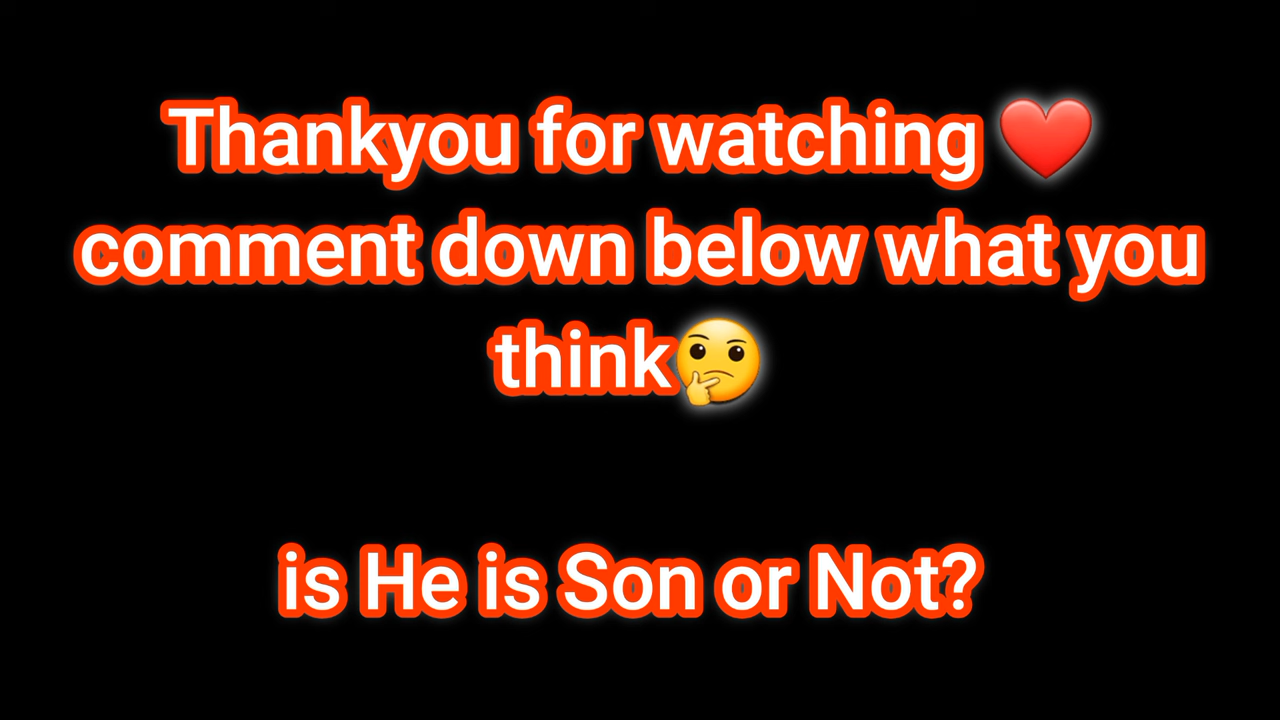 Thankyou for watching ❤️
comment down below what you
think🤔
is He is Son or Not?